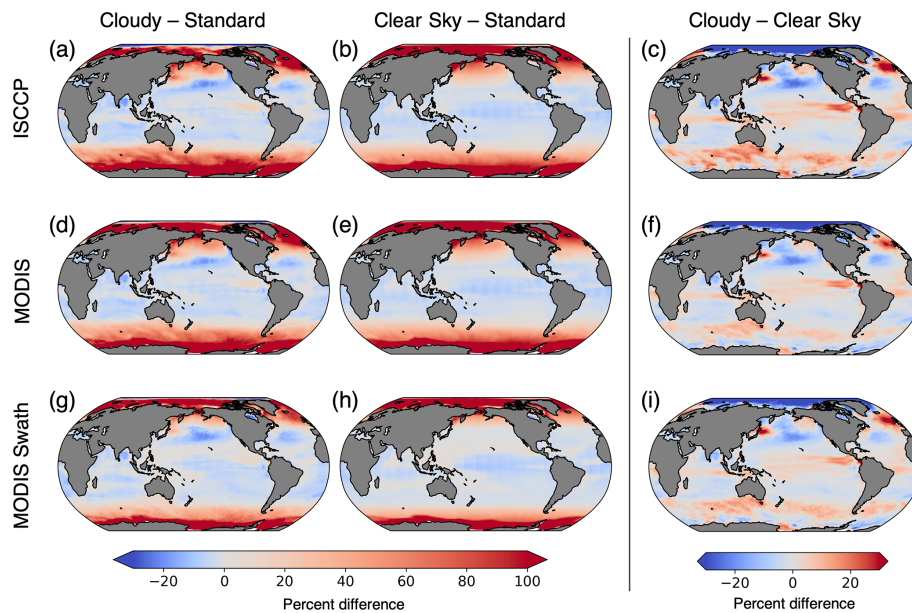 Cloudy – Standard
Clear Sky – Standard
Cloudy – Clear Sky
(a)
(b)
(c)
ISCCP
(d)
(e)
(f)
MODIS
(g)
(h)
(i)
MODIS Swath
−20 0 20 40 60 80 100
Percent difference
−20 0 20
Percent difference